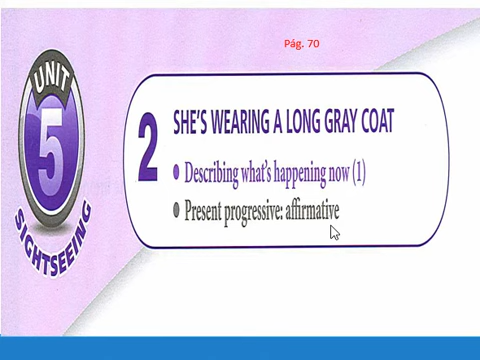 Pág. 70
UNIT
5
SIGHTSEEING
2
SHE'S WEARING A LONG GRAY COAT
• Describing what's happening now (1)
• Present progressive: affirmative